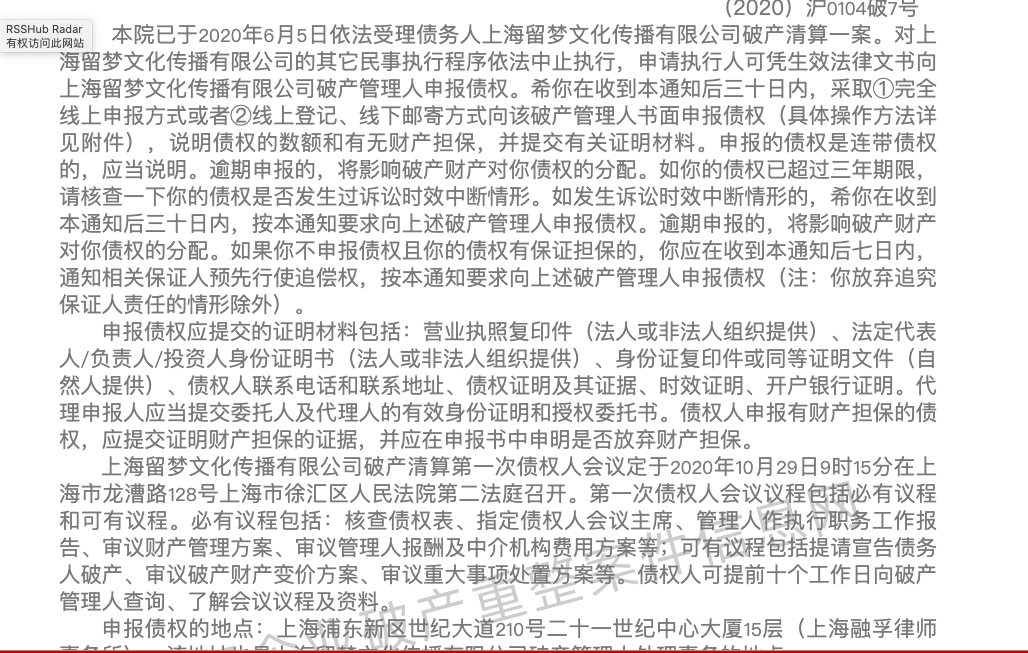 （2020）沪0104破7号
RSSHub Radar
有权访问此网站
本院已于2020年6月5日依法受理债务人上海留梦文化传播有限公司破产清算一案。对上
海留梦文化传播有限公司的其它民事执行程序依法中止执行，申请执行人可凭生效法律文书向
上海留梦文化传播有限公司破产管理人申报债权。希你在收到本通知后三十日内，采取①完全
线上申报方式或者②线上登记、线下邮寄方式向该破产管理人书面申报债权（具体操作方法详
见附件），说明债权的数额和有无财产担保，并提交有关证明材料。申报的债权是连带债权
的，应当说明。逾期申报的，将影响破产财产对你债权的分配。如你的债权已超过三年期限，
请核查一下你的债权是否发生过诉讼时效中断情形。如发生诉讼时效中断情形的，希你在收到
本通知后三十日内，按本通知要求向上述破产管理人申报债权。逾期申报的，将影响破产财产
对你债权的分配。如果你不申报债权且你的债权有保证担保的，你应在收到本通知后七日内，
通知相关保证人预先行使追偿权，按本通知要求向上述破产管理人申报债权（注：你放弃追究
保证人责任的情形除外）。
申报债权应提交的证明材料包括：营业执照复印件（法人或非法人组织提供）、法定代表
人/负责人/投资人身份证明书（法人或非法人组织提供）、身份证复印件或同等证明文件（自
然人提供）、债权人联系电话和联系地址、债权证明及其证据、时效证明、开户银行证明。代
理申报人应当提交委托人及代理人的有效身份证明和授权委托书。债权人申报有财产担保的债
权，应提交证明财产担保的证据，并应在申报书中申明是否放弃财产担保。
上海留梦文化传播有限公司破产清算第一次债权人会议定于2020年10月29日9时15分在上
海市龙漕路128号上海市徐汇区人民法院第二法庭召开。第一次债权人会议议程包括必有议程
和可有议程。必有议程包括：核查债权表、指定债权人会议主席、管理人作执行职务工作报
告、审议财产管理方案、审议管理人报酬及中介机构费用方案等；可有议程包括提请宣告债务
人破产、审议破产财产变价方案、审议重大事项处置方案等。债权人可提前十个工作日向破产
管理人查询、了解会议议程及资料。
申报债权的地点：上海浦东新区世纪大道210号二十一世纪中心大厦15层（上海融孚律师
企业破产重整案件信息网